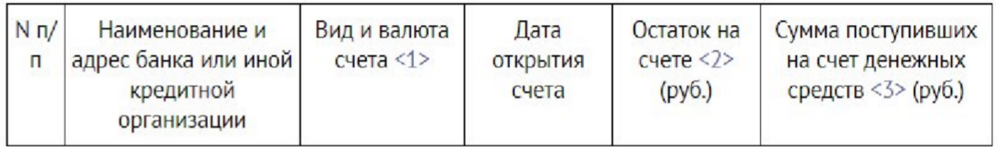 N п/
п
Наименование и
адрес банка или иной
кредитной
организации
Вид и валюта
счета <1>
Дата
открытия
счета
Остаток на
счете <2>
(руб.)
Сумма поступивших
на счет денежных
средств <3> (руб.)